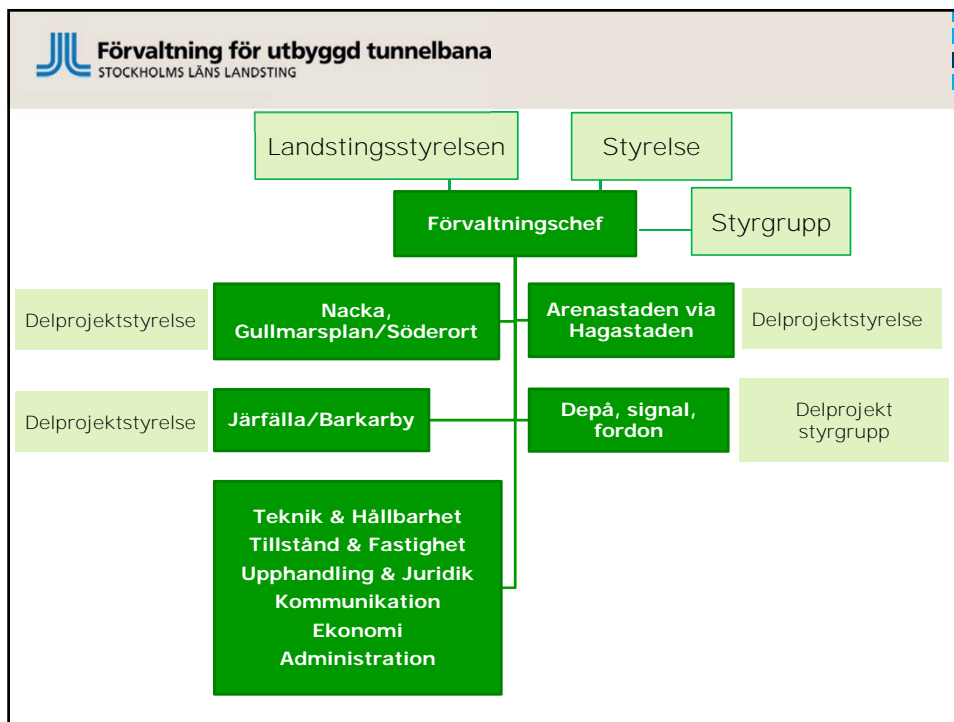 Förvaltning för utbyggd tunnelbana
STOCKHOLMS LÄNS LANDSTING
Landstingsstyrelsen
Styrelse
Förvaltningschef
Styrgrupp
Delprojektstyrelse
Nacka,
Gullmarsplan/Söderort
Arenastaden via
Hagastaden
Delprojektstyrelse
Delprojektstyrelse
Järfälla/Barkarby
Depå, signal,
fordon
Delprojekt
styrgrupp
Teknik & Hållbarhet
Tillstånd & Fastighet
Upphandling & Juridik
Kommunikation
Ekonomi
Administration